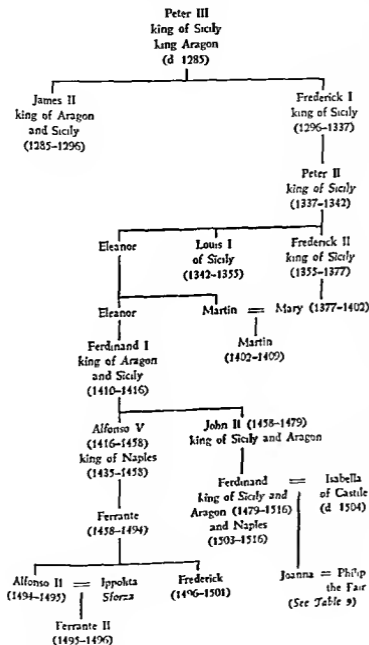 Peter III
king of Sicily
king Aragon
(d 1285)
James II
king of Aragon
and Sicily
(1285-1296)
Frederick I
king of Sicily
(1296-1337)
Peter II
king of Sicily
(1337-1342)
Eleanor
Louis I
of Sicily
(1342-1355)
Frederick II
king of Sicily
(1355-1377)
Eleanor
Martin = Mary (1377-1402)
Martin
(1402-1409)
Ferdinand I
king of Aragon
and Sicily
(1410-1416)
Alfonso V
(1416-1458)
king of Naples
(1435-1458)
John II (1458-1479)
king of Sicily and Aragon
Ferdinand = Isabella
king of Sicily and
Aragon (1479-1516)
and Naples
(1503-1516)
of Castile
(d 1504)
Ferrante
(1458-1494)
Alfonso II = Ippolita
(1494-1495) Sforza
Frederick
(1496-1501)
Joanna = Philip
the Fair
(See Table 9)
Ferrante II
(1495-1496)